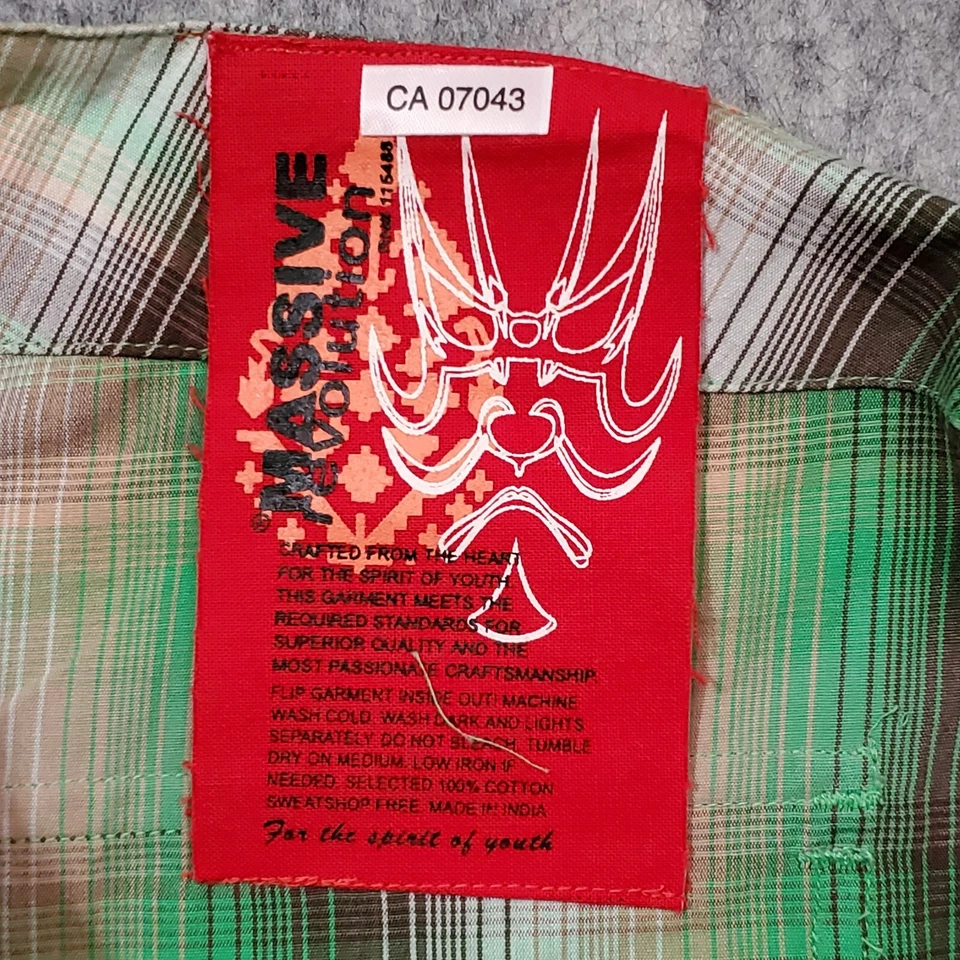 CA 07043
MASSIVE
evolution
®
CRAFTED FROM THE HEART
FOR THE SPIRIT OF YOUTH.
THIS GARMENT MEETS THE
REQUIRED STANDARDS FOR
SUPERIOR QUALITY AND THE
MOST PASSIONATE CRAFTSMANSHIP.
FLIP GARMENT INSIDE OUT! MACHINE
WASH COLD. WASH DARK AND LIGHTS
SEPARATELY DO NOT BLEACH, TUMBLE
DRY ON MEDIUM. LOW IRON IF
NEEDED. SELECTED 100% COTTON
SWEATSHOP FREE. MADE IN INDIA
For the spirit of youth